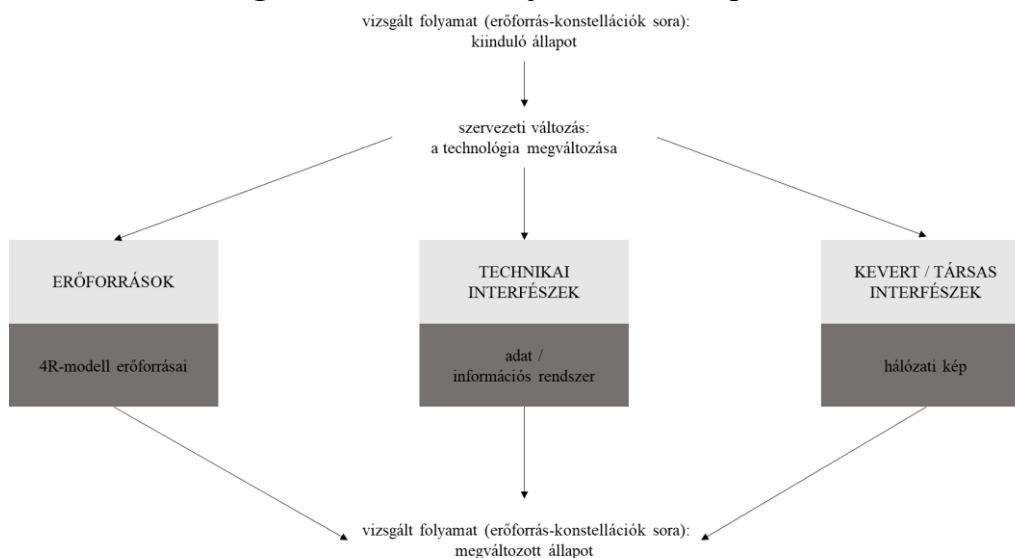 vizsgált folyamat (erőforrás-konstellációk sora):
kiinduló állapot
szervezeti változás:
a technológia megváltozása
ERŐFORRÁSOK
TECHNIKAI
INTERFÉSZEK
KEVERT / TÁRSAS
INTERFÉSZEK
4R-modell erőforrásai
adat /
információs rendszer
hálózati kép
vizsgált folyamat (erőforrás-konstellációk sora):
megváltozott állapot